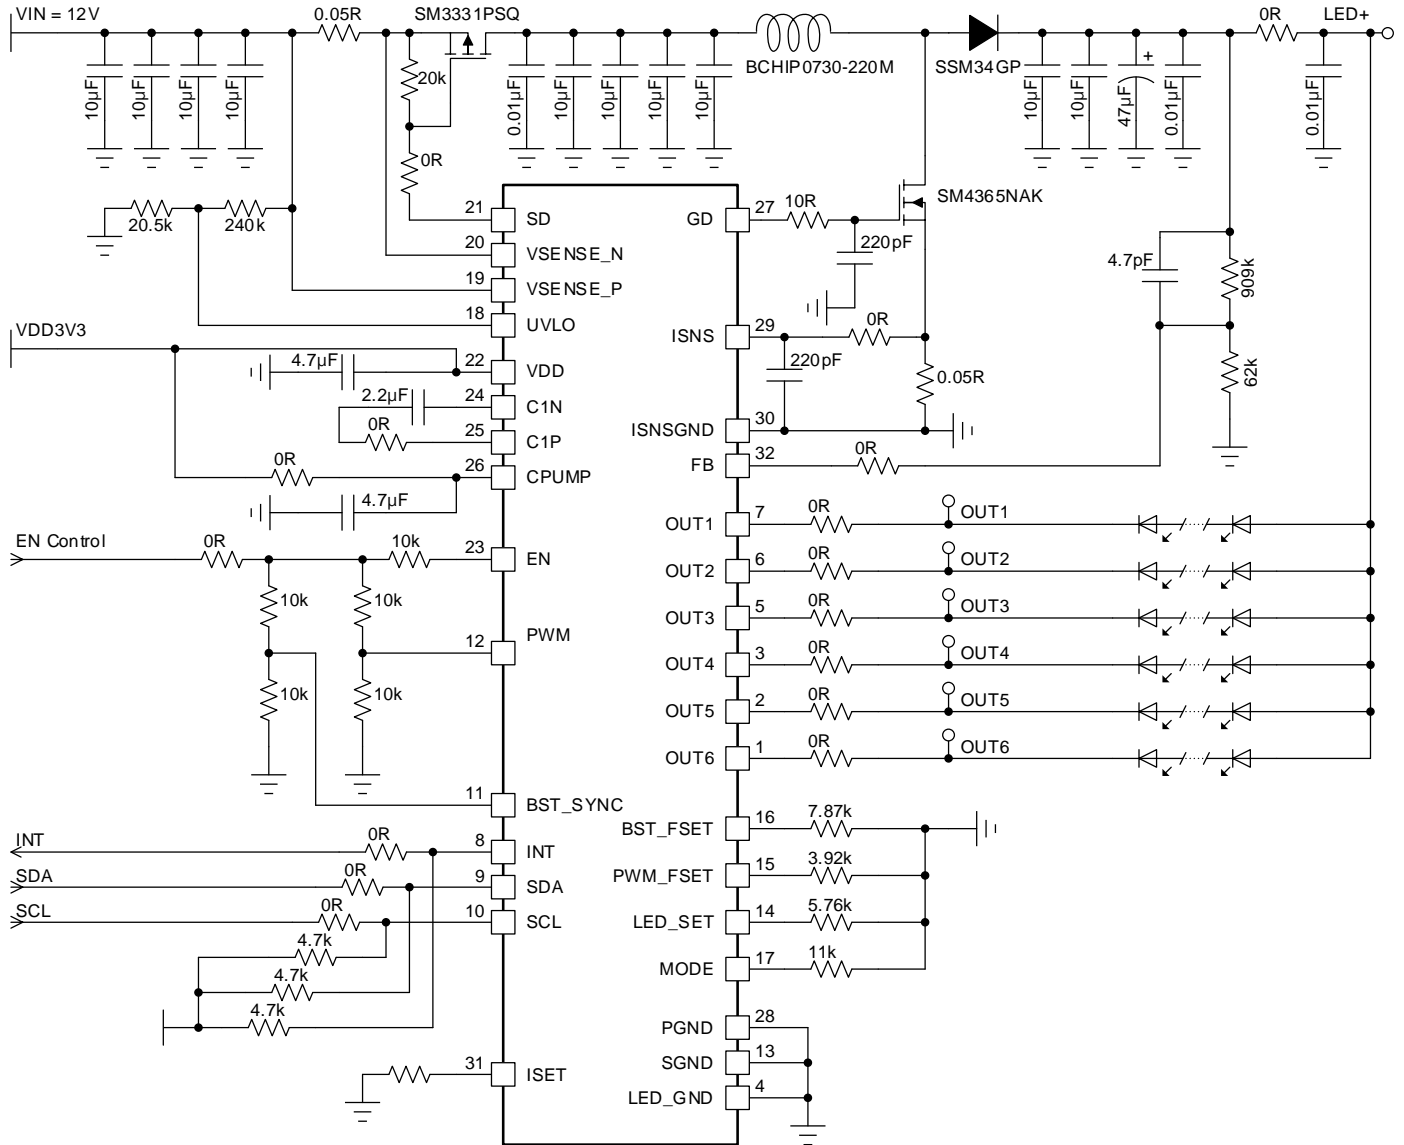 VIN = 12V
0.05R
SM3331PSQ
0R
LED+
BCHIP0730-220M
SSM34GP
10µF
10µF
10µF
10µF
20k
0.01µF
10µF
10µF
10µF
10µF
10µF
10µF
47µF
+
0.01µF
0.01µF
0R
20.5k
240k
21
SD
20
VSENSE_N
19
VSENSE_P
18
UVLO
GD
27
10R
SM4365NAK
220pF
4.7pF
909k
62k
VDD3V3
4.7µF
22
VDD
2.2µF
24
C1N
0R
25
C1P
0R
26
CPUMP
4.7µF
ISNS
29
0R
220pF
0.05R
ISNSGND
30
FB
32
0R
EN Control
0R
10k
23
EN
10k
10k
12
PWM
10k
10k
OUT1
7
0R
OUT1
OUT2
6
0R
OUT2
OUT3
5
0R
OUT3
OUT4
3
0R
OUT4
OUT5
2
0R
OUT5
OUT6
1
0R
OUT6
11
BST_SYNC
INT
0R
8
INT
SDA
0R
9
SDA
SCL
0R
10
SCL
4.7k
4.7k
4.7k
31
ISET
BST_FSET
16
7.87k
PWM_FSET
15
3.92k
LED_SET
14
5.76k
MODE
17
11k
PGND
28
SGND
13
LED_GND
4